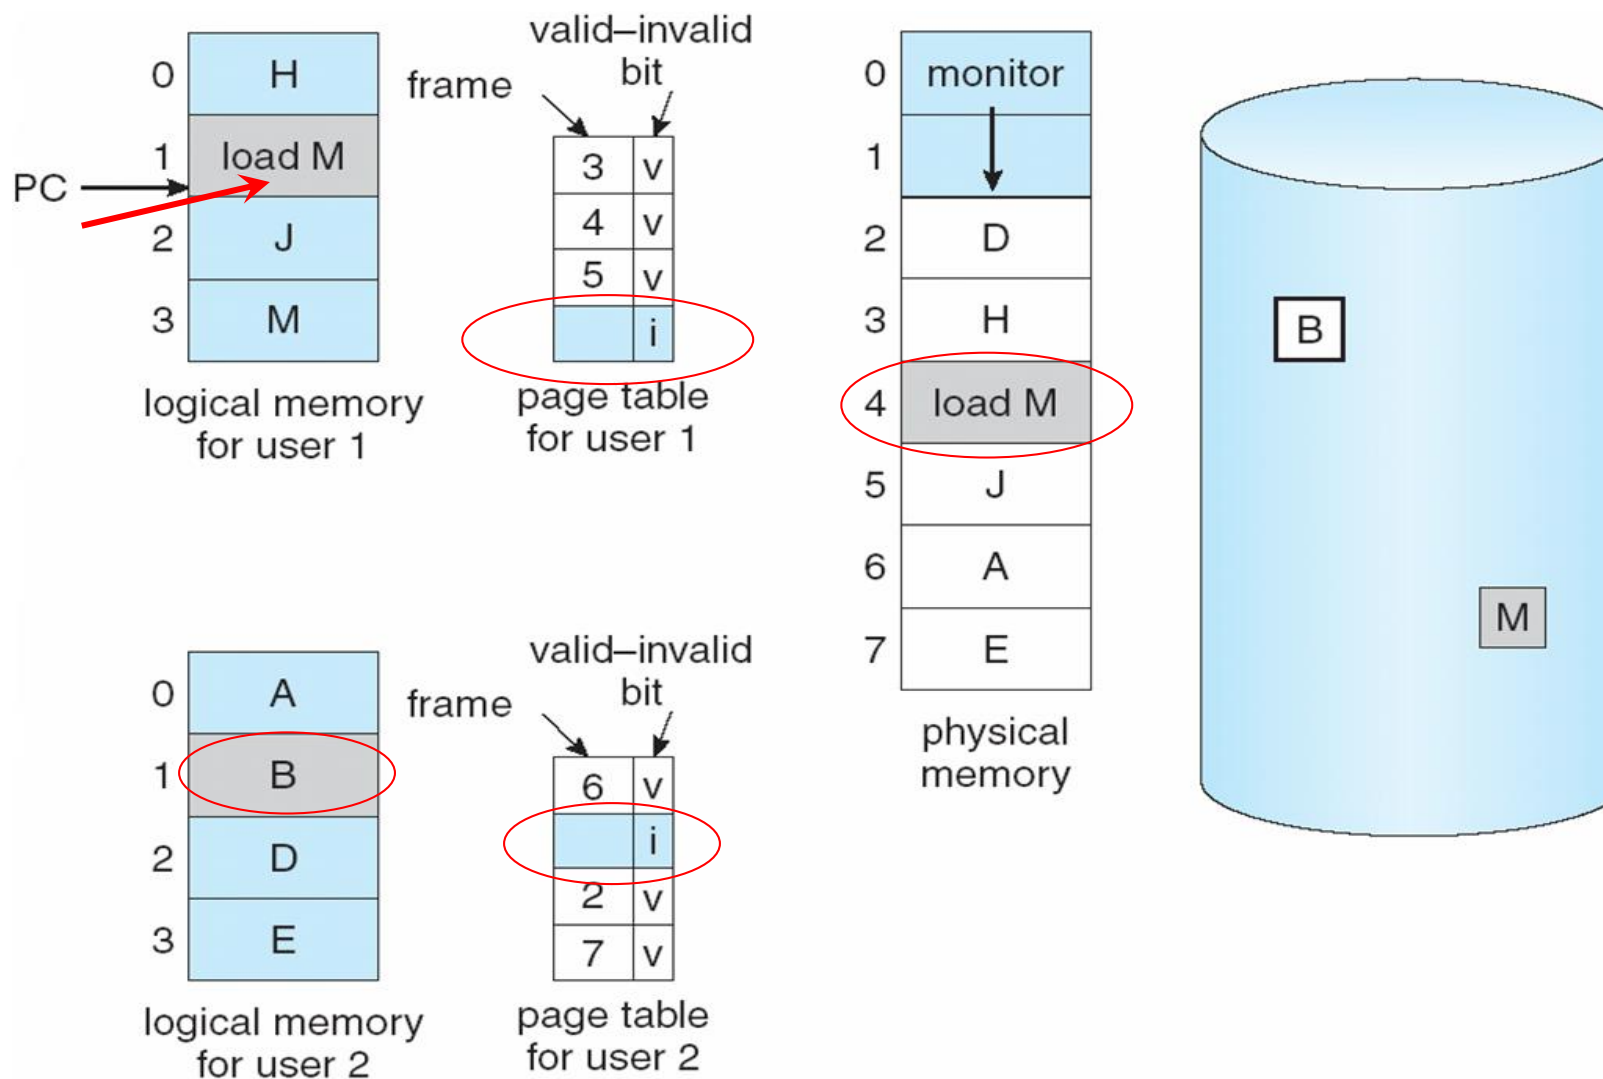 valid–invalid
bit
frame
0 H
1 load M
PC
2 J
3 M
3 v
4 v
5 v
i
logical memory
for user 1
page table
for user 1
0 monitor
1
2 D
3 H
4 load M
5 J
6 A
7 E
physical
memory
B
M
valid–invalid
bit
frame
0 A
1 B
2 D
3 E
6 v
i
2 v
7 v
logical memory
for user 2
page table
for user 2